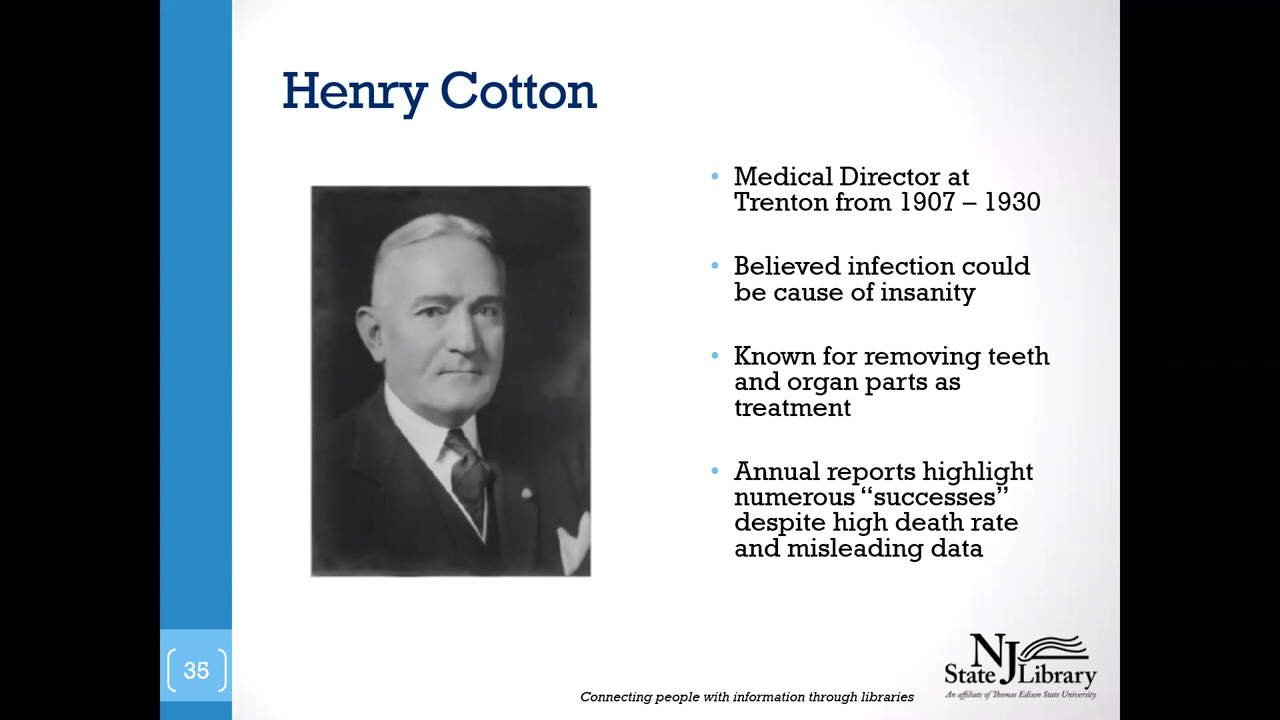 Henry Cotton
• Medical Director at
Trenton from 1907 – 1930
• Believed infection could
be cause of insanity
• Known for removing teeth
and organ parts as
treatment
• Annual reports highlight
numerous “successes”
despite high death rate
and misleading data
35
Connecting people with information through libraries
NJ
State Library
An affiliate of Thomas Edison State University